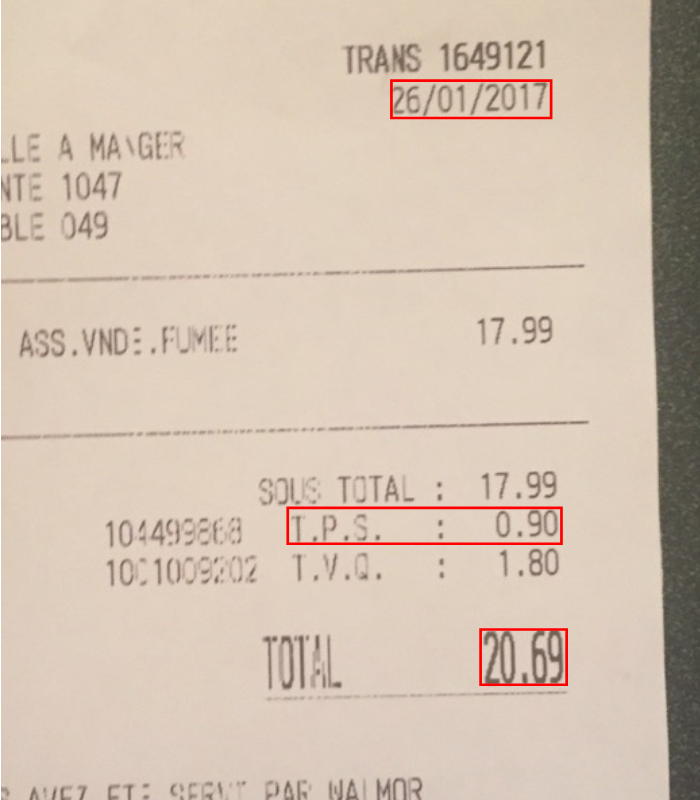 TRANS 1649121
26/01/2017
LLE A MANGER
NTE 1047
BLE 049
ASS.VNDE.FUMEE 17.99
SOUS TOTAL : 17.99
104499868 T.P.S. : 0.90
1001009202 T.V.Q. : 1.80
TOTAL 20.69
AVEZ ETE SERVI PAR WALMOR